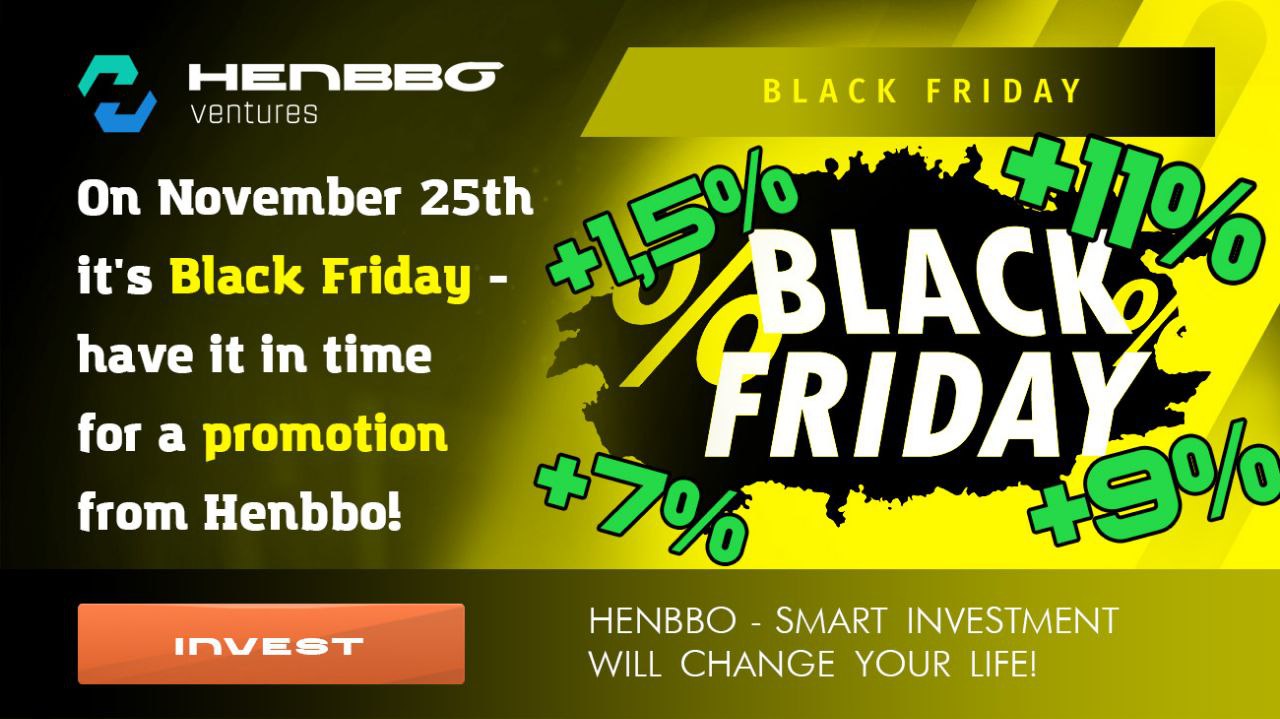 HENBBO
ventures
On November 25th
it's Black Friday -
have it in time
for a promotion
from Henbbo!
INVEST
BLACK FRIDAY
+1,5%
+11%
%
%
BLACK
FRIDAY
+7%
+9%
HENBBO - SMART INVESTMENT
WILL CHANGE YOUR LIFE!